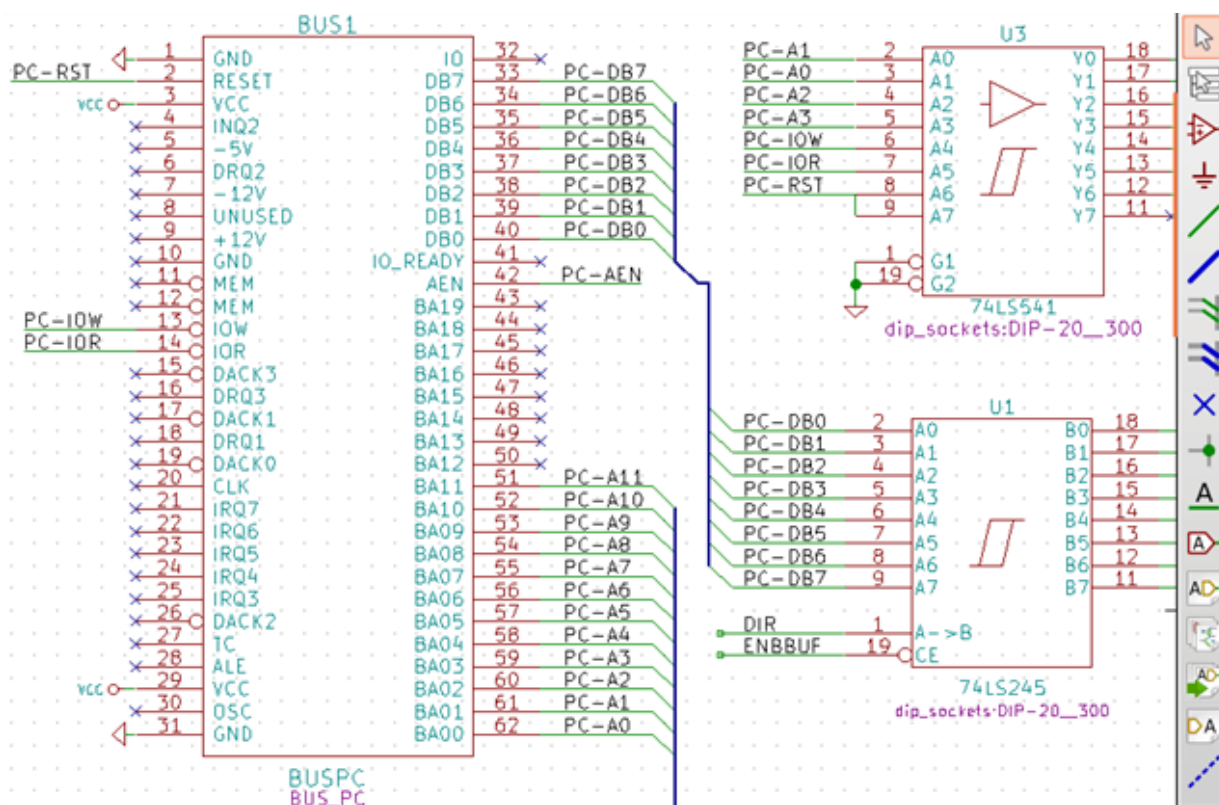 BUS1
1 GND
PC-RST 2 RESET
VCC 3 VCC
4 INQ2
5 -5V
6 DRQ2
7 -12V
8 UNUSED
9 +12V
10 GND
11 MEM
12 MEM
PC-IOW 13 IOW
PC-IOR 14 IOR
15 DACK3
16 DRQ3
17 DACK1
18 DRQ1
19 DACK0
20 CLK
21 IRQ7
22 IRQ6
23 IRQ5
24 IRQ4
25 IRQ3
26 DACK2
27 TC
28 ALE
VCC 29 VCC
30 OSC
31 GND
IO 32
DB7 33 PC-DB7
DB6 34 PC-DB6
DB5 35 PC-DB5
DB4 36 PC-DB4
DB3 37 PC-DB3
DB2 38 PC-DB2
DB1 39 PC-DB1
DB0 40 PC-DB0
IO_READY 41
AEN 42 PC-AEN
BA19 43
BA18 44
BA17 45
BA16 46
BA15 47
BA14 48
BA13 49
BA12 50
BA11 51 PC-A11
BA10 52 PC-A10
BA09 53 PC-A9
BA08 54 PC-A8
BA07 55 PC-A7
BA06 56 PC-A6
BA05 57 PC-A5
BA04 58 PC-A4
BA03 59 PC-A3
BA02 60 PC-A2
BA01 61 PC-A1
BA00 62 PC-A0
BUSPC
BUS_PC
U3
PC-A1 2 A0 Y0 18
PC-A0 3 A1 Y1 17
PC-A2 4 A2 Y2 16
PC-A3 5 A3 Y3 15
PC-IOW 6 A4 Y4 14
PC-IOR 7 A5 Y5 13
PC-RST 8 A6 Y6 12
9 A7 Y7 11
1 G1
19 G2
74LS541
dip_sockets:DIP-20__300
U1
PC-DB0 2 A0 B0 18
PC-DB1 3 A1 B1 17
PC-DB2 4 A2 B2 16
PC-DB3 5 A3 B3 15
PC-DB4 6 A4 B4 14
PC-DB5 7 A5 B5 13
PC-DB6 8 A6 B6 12
PC-DB7 9 A7 B7 11
DIR 1 A->B
ENBBUF 19 CE
74LS245
dip_sockets:DIP-20__300
A
A
AD
AD
DA